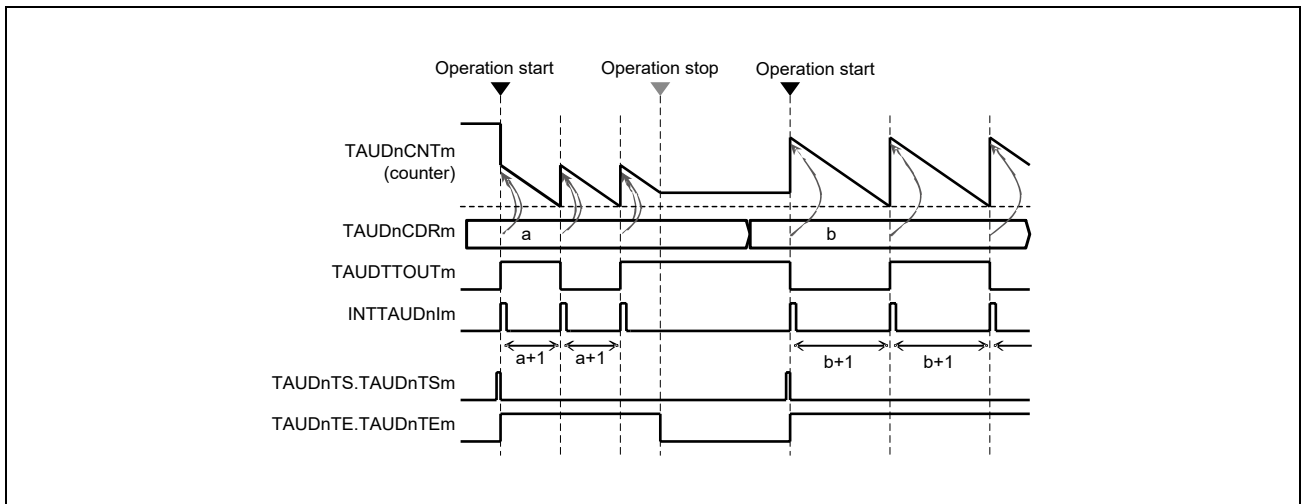 Operation start Operation stop Operation start
TAUDnCNTm
(counter)
TAUDnCDRm a b
TAUDTTOUTm
INTTAUDnIm
a+1 a+1 b+1 b+1
TAUDnTS.TAUDnTSm
TAUDnTE.TAUDnTEm